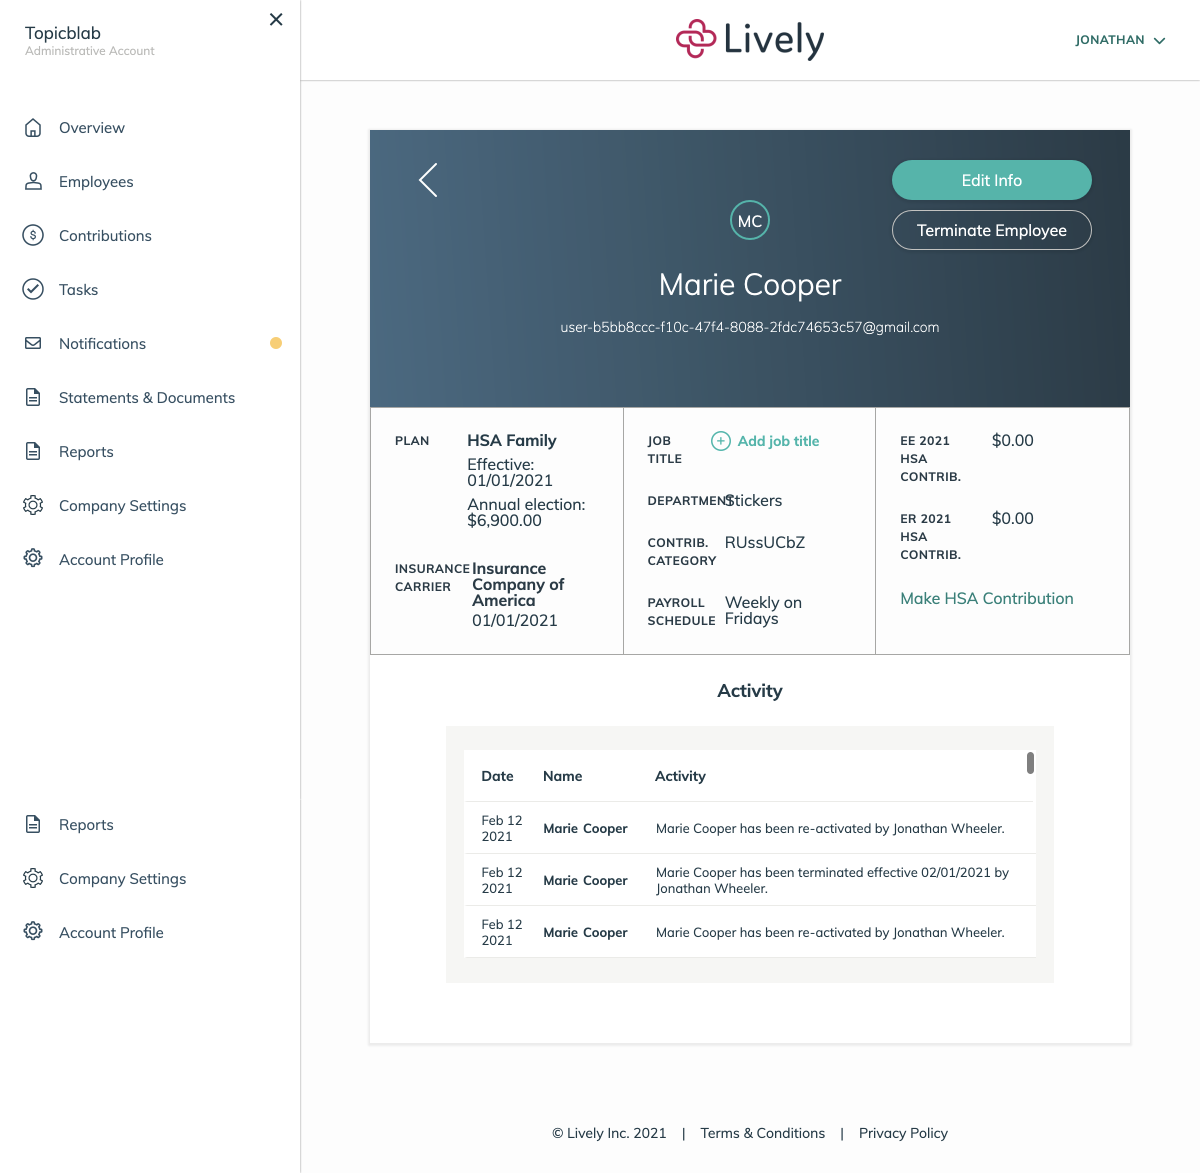 Topicblab
Administrative Account
Overview
Employees
Contributions
Tasks
Notifications
Statements & Documents
Reports
Company Settings
Account Profile
Reports
Company Settings
Account Profile
Lively
JONATHAN
Edit Info
Terminate Employee
MC
Marie Cooper
user-b5bb8ccc-f10c-47f4-8088-2fdc74653c57@gmail.com
PLAN
HSA Family
Effective:
01/01/2021
Annual election:
$6,900.00
INSURANCE
CARRIER
Insurance
Company of
America
01/01/2021
JOB
TITLE
Add job title
DEPARTMENT
Stickers
CONTRIB.
CATEGORY
RUssUCbZ
PAYROLL
SCHEDULE
Weekly on
Fridays
EE 2021
HSA
CONTRIB.
$0.00
ER 2021
HSA
CONTRIB.
$0.00
Make HSA Contribution
Activity
Date Name Activity
Feb 12
2021
Marie Cooper
Marie Cooper has been re-activated by Jonathan Wheeler.
Feb 12
2021
Marie Cooper
Marie Cooper has been terminated effective 02/01/2021 by
Jonathan Wheeler.
Feb 12
2021
Marie Cooper
Marie Cooper has been re-activated by Jonathan Wheeler.
© Lively Inc. 2021 | Terms & Conditions | Privacy Policy